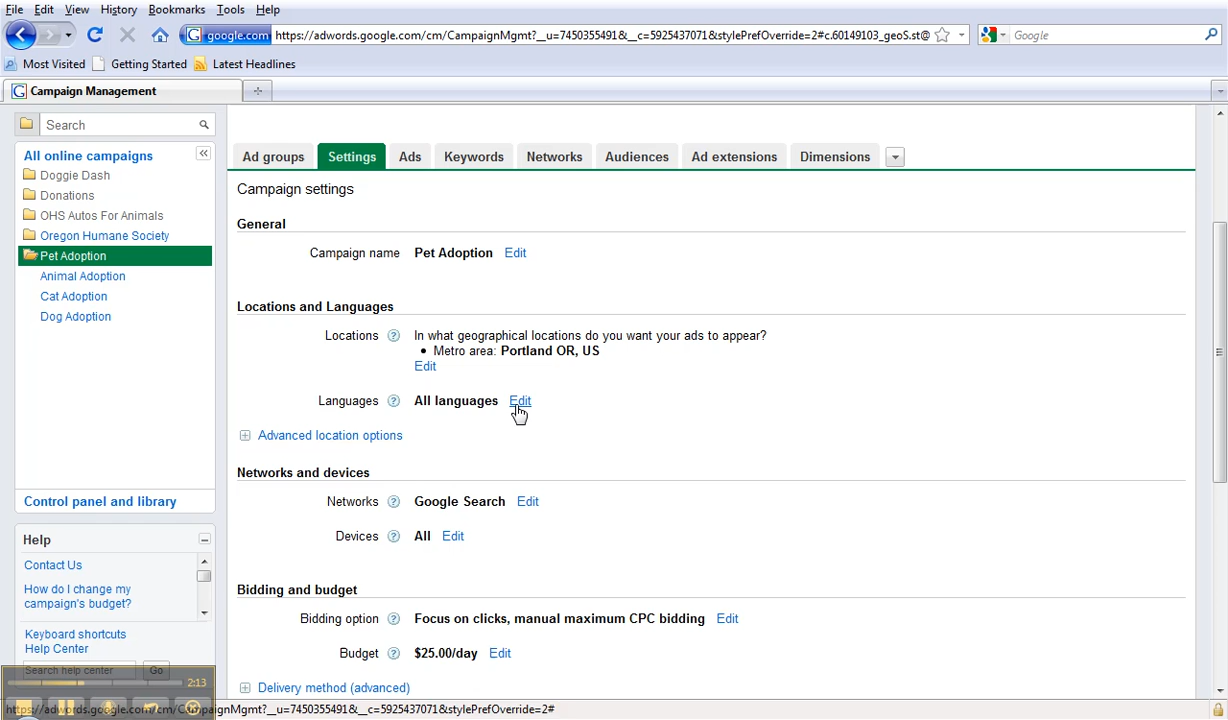 File Edit View History Bookmarks Tools Help
google.com https://adwords.google.com/cm/CampaignMgmt?__u=7450355491&__c=5925437071&stylePrefOverride=2#c.60149103_geoS.st@ Google
Most Visited Getting Started Latest Headlines
Campaign Management
Search
All online campaigns
Doggie Dash
Donations
OHS Autos For Animals
Oregon Humane Society
Pet Adoption
Animal Adoption
Cat Adoption
Dog Adoption
Control panel and library
Help
Contact Us
How do I change my
campaign's budget?
Keyboard shortcuts
Help Center
Search help center Go
2:13
Ad groups Settings Ads Keywords Networks Audiences Ad extensions Dimensions
Campaign settings
General
Campaign name Pet Adoption Edit
Locations and Languages
Locations In what geographical locations do you want your ads to appear?
• Metro area: Portland OR, US
Edit
Languages All languages Edit
Advanced location options
Networks and devices
Networks Google Search Edit
Devices All Edit
Bidding and budget
Bidding option Focus on clicks, manual maximum CPC bidding Edit
Budget $25.00/day Edit
Delivery method (advanced)
https://adwords.google.com/cm/CampaignMgmt?__u=7450355491&__c=5925437071&stylePrefOverride=2#